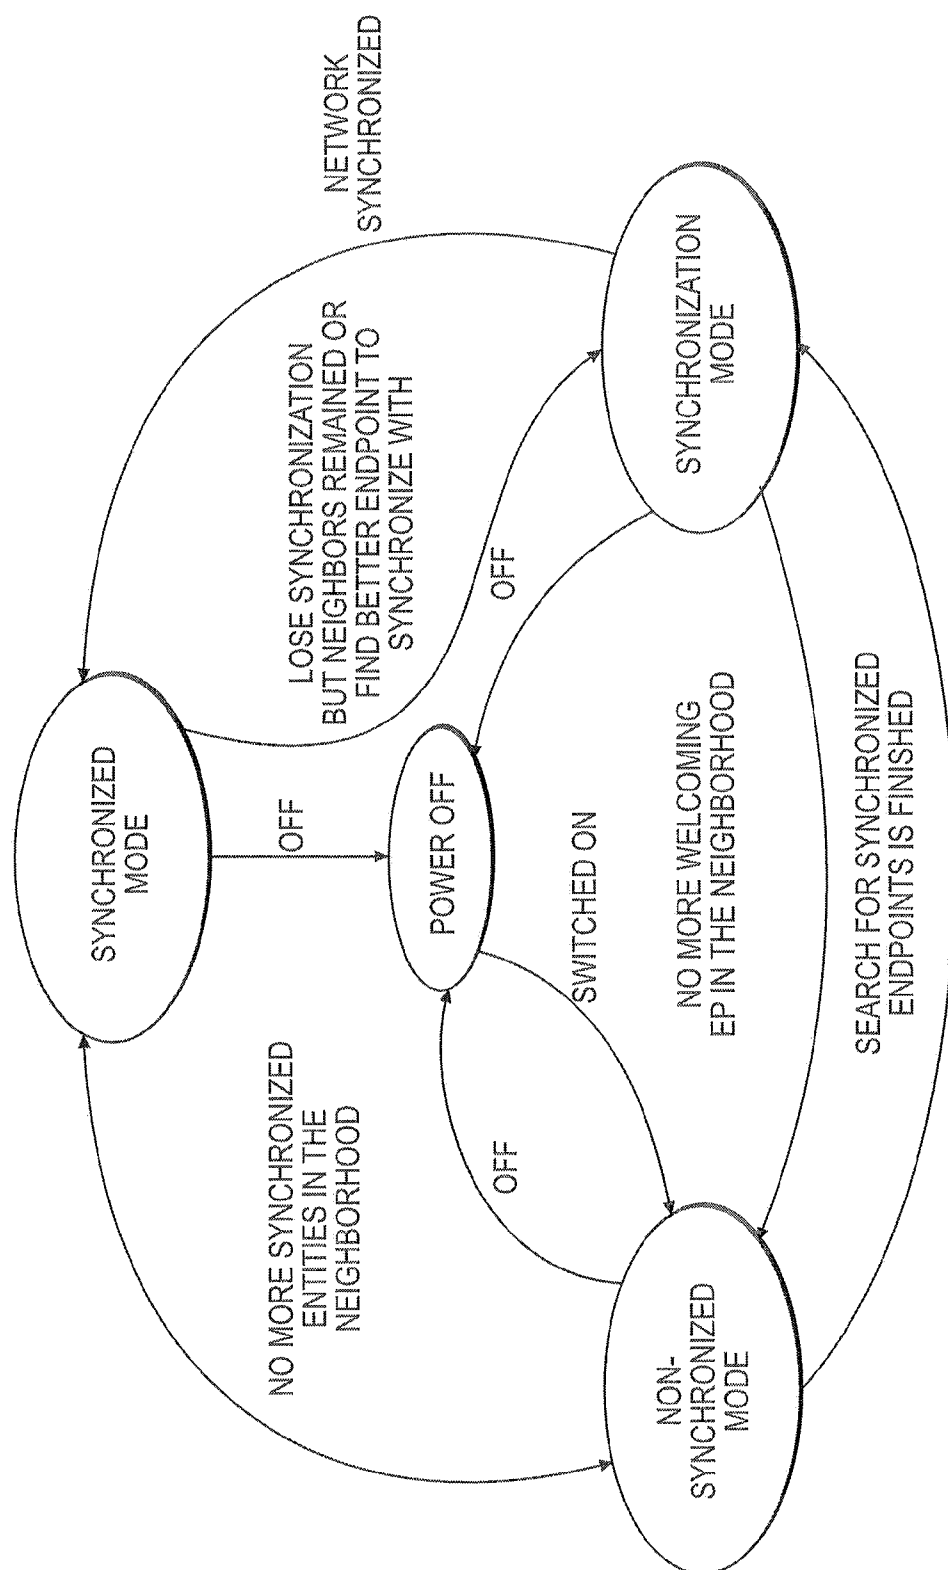 SYNCHRONIZED
MODE
NETWORK
SYNCHRONIZED
NO MORE SYNCHRONIZED
ENTITIES IN THE
NEIGHBORHOOD
OFF
LOSE SYNCHRONIZATION
BUT NEIGHBORS REMAINED OR
FIND BETTER ENDPOINT TO
SYNCHRONIZE WITH
POWER OFF
OFF
OFF
SWITCHED ON
NON-
SYNCHRONIZED
MODE
NO MORE WELCOMING
EP IN THE NEIGHBORHOOD
SYNCHRONIZATION
MODE
SEARCH FOR SYNCHRONIZED
ENDPOINTS IS FINISHED